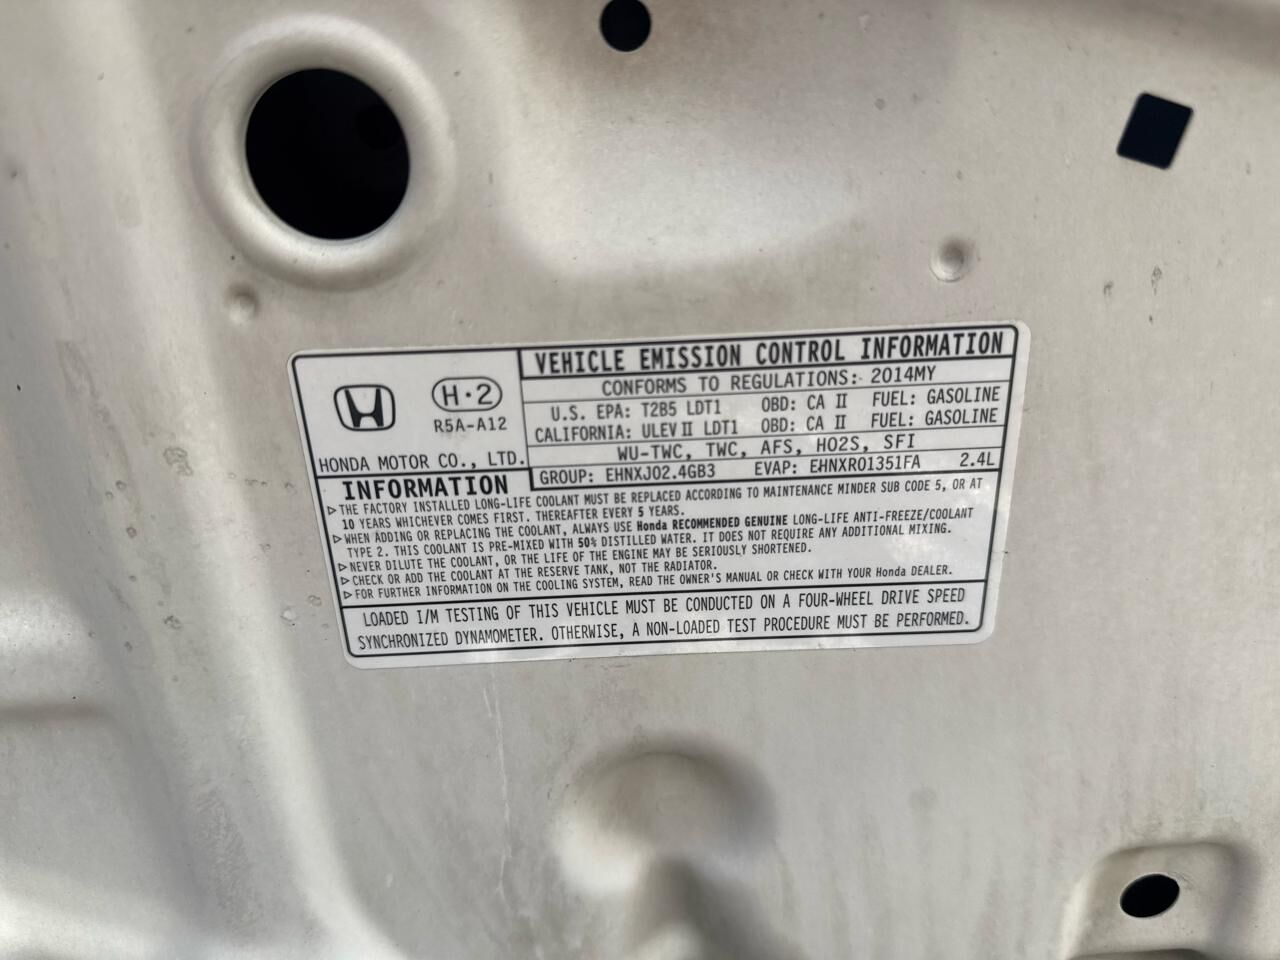 VEHICLE EMISSION CONTROL INFORMATION
CONFORMS TO REGULATIONS: 2014MY
U.S. EPA: T2B5 LDT1 OBD: CA II FUEL: GASOLINE
CALIFORNIA: ULEV II LDT1 OBD: CA II FUEL: GASOLINE
WU-TWC, TWC, AFS, HO2S, SFI
GROUP: EHNXJ02.4GB3 EVAP: EHNXR01351FA 2.4L
H·2
R5A-A12
HONDA MOTOR CO., LTD.
INFORMATION
▷THE FACTORY INSTALLED LONG-LIFE COOLANT MUST BE REPLACED ACCORDING TO MAINTENANCE MINDER SUB CODE 5, OR AT
10 YEARS WHICHEVER COMES FIRST. THEREAFTER EVERY 5 YEARS.
▷WHEN ADDING OR REPLACING THE COOLANT, ALWAYS USE Honda RECOMMENDED GENUINE LONG-LIFE ANTI-FREEZE/COOLANT
TYPE 2. THIS COOLANT IS PRE-MIXED WITH 50% DISTILLED WATER. IT DOES NOT REQUIRE ANY ADDITIONAL MIXING.
▷NEVER DILUTE THE COOLANT, OR THE LIFE OF THE ENGINE MAY BE SERIOUSLY SHORTENED.
▷CHECK OR ADD THE COOLANT AT THE RESERVE TANK, NOT THE RADIATOR.
▷FOR FURTHER INFORMATION ON THE COOLING SYSTEM, READ THE OWNER'S MANUAL OR CHECK WITH YOUR Honda DEALER.
LOADED I/M TESTING OF THIS VEHICLE MUST BE CONDUCTED ON A FOUR-WHEEL DRIVE SPEED
SYNCHRONIZED DYNAMOMETER. OTHERWISE, A NON-LOADED TEST PROCEDURE MUST BE PERFORMED.